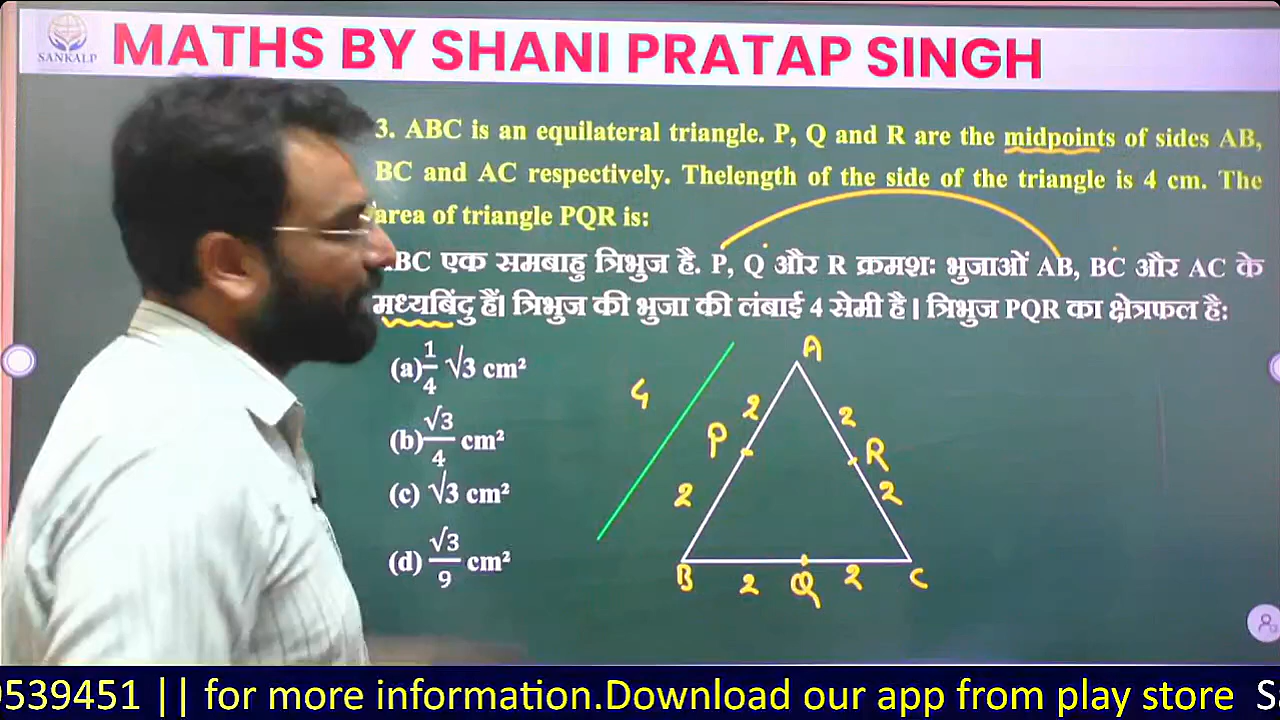 SANKALP
MATHS BY SHANI PRATAP SINGH
3. ABC is an equilateral triangle. P, Q and R are the midpoints of sides AB,
BC and AC respectively. Thelength of the side of the triangle is 4 cm. The
area of triangle PQR is:
BC एक समबाहु त्रिभुज है. P, Q और R क्रमशः भुजाओं AB, BC और AC के
मध्यबिंदु हैं। त्रिभुज की भुजा की लंबाई 4 सेमी है। त्रिभुज PQR का क्षेत्रफल है:
(a) 1/4 √3 cm²
(b) √3/4 cm²
(c) √3 cm²
(d) √3/9 cm²
A
4
2
2
P
R
2
2
B
2
Q
2
C
539451 || for more information.Download our app from play store